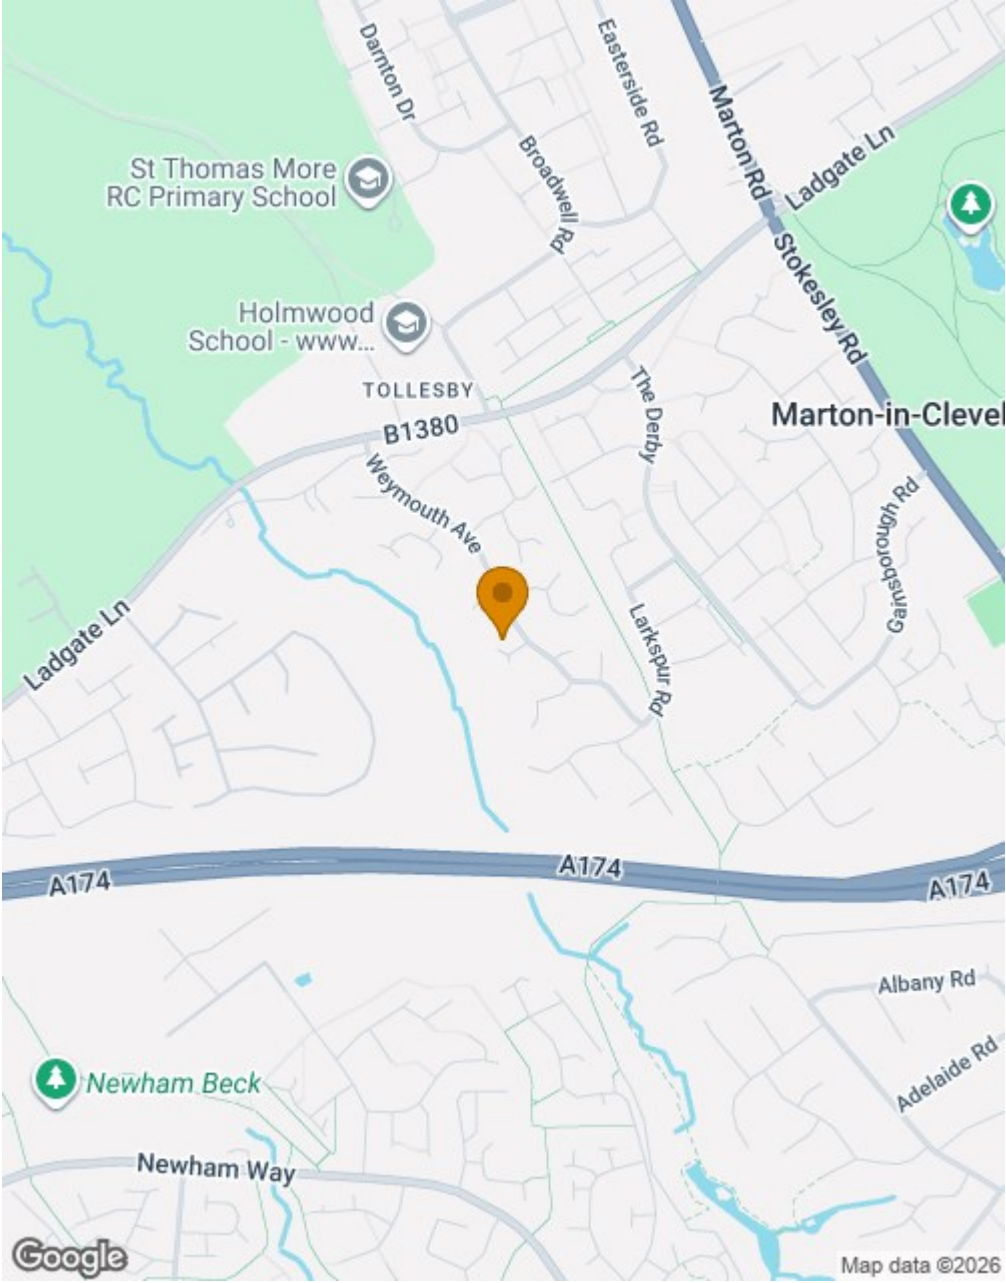 Darnton Dr
Easterside Rd
Marton Rd
Ladgate Ln
Broadwell Rd
St Thomas More
RC Primary School
Stokesley Rd
Holmwood
School - www...
The Derby
TOLLESBY
Marton-in-Clevel
B1380
Weymouth Ave
Gainsborough Rd
Ladgate Ln
Larkspur Rd
A174
A174
A174
Albany Rd
Adelaide Rd
Newham Beck
Newham Way
Google
Map data ©2026